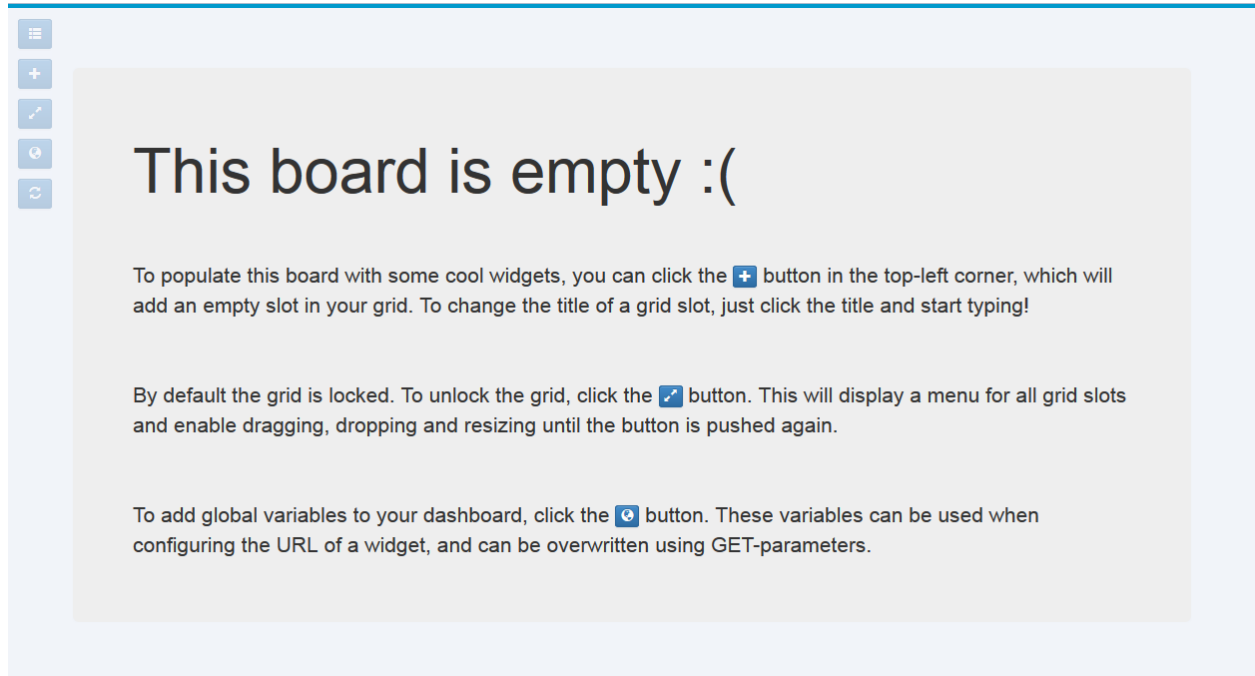 This board is empty :(
To populate this board with some cool widgets, you can click the button in the top-left corner, which will
add an empty slot in your grid. To change the title of a grid slot, just click the title and start typing!
By default the grid is locked. To unlock the grid, click the button. This will display a menu for all grid slots
and enable dragging, dropping and resizing until the button is pushed again.
To add global variables to your dashboard, click the button. These variables can be used when
configuring the URL of a widget, and can be overwritten using GET-parameters.